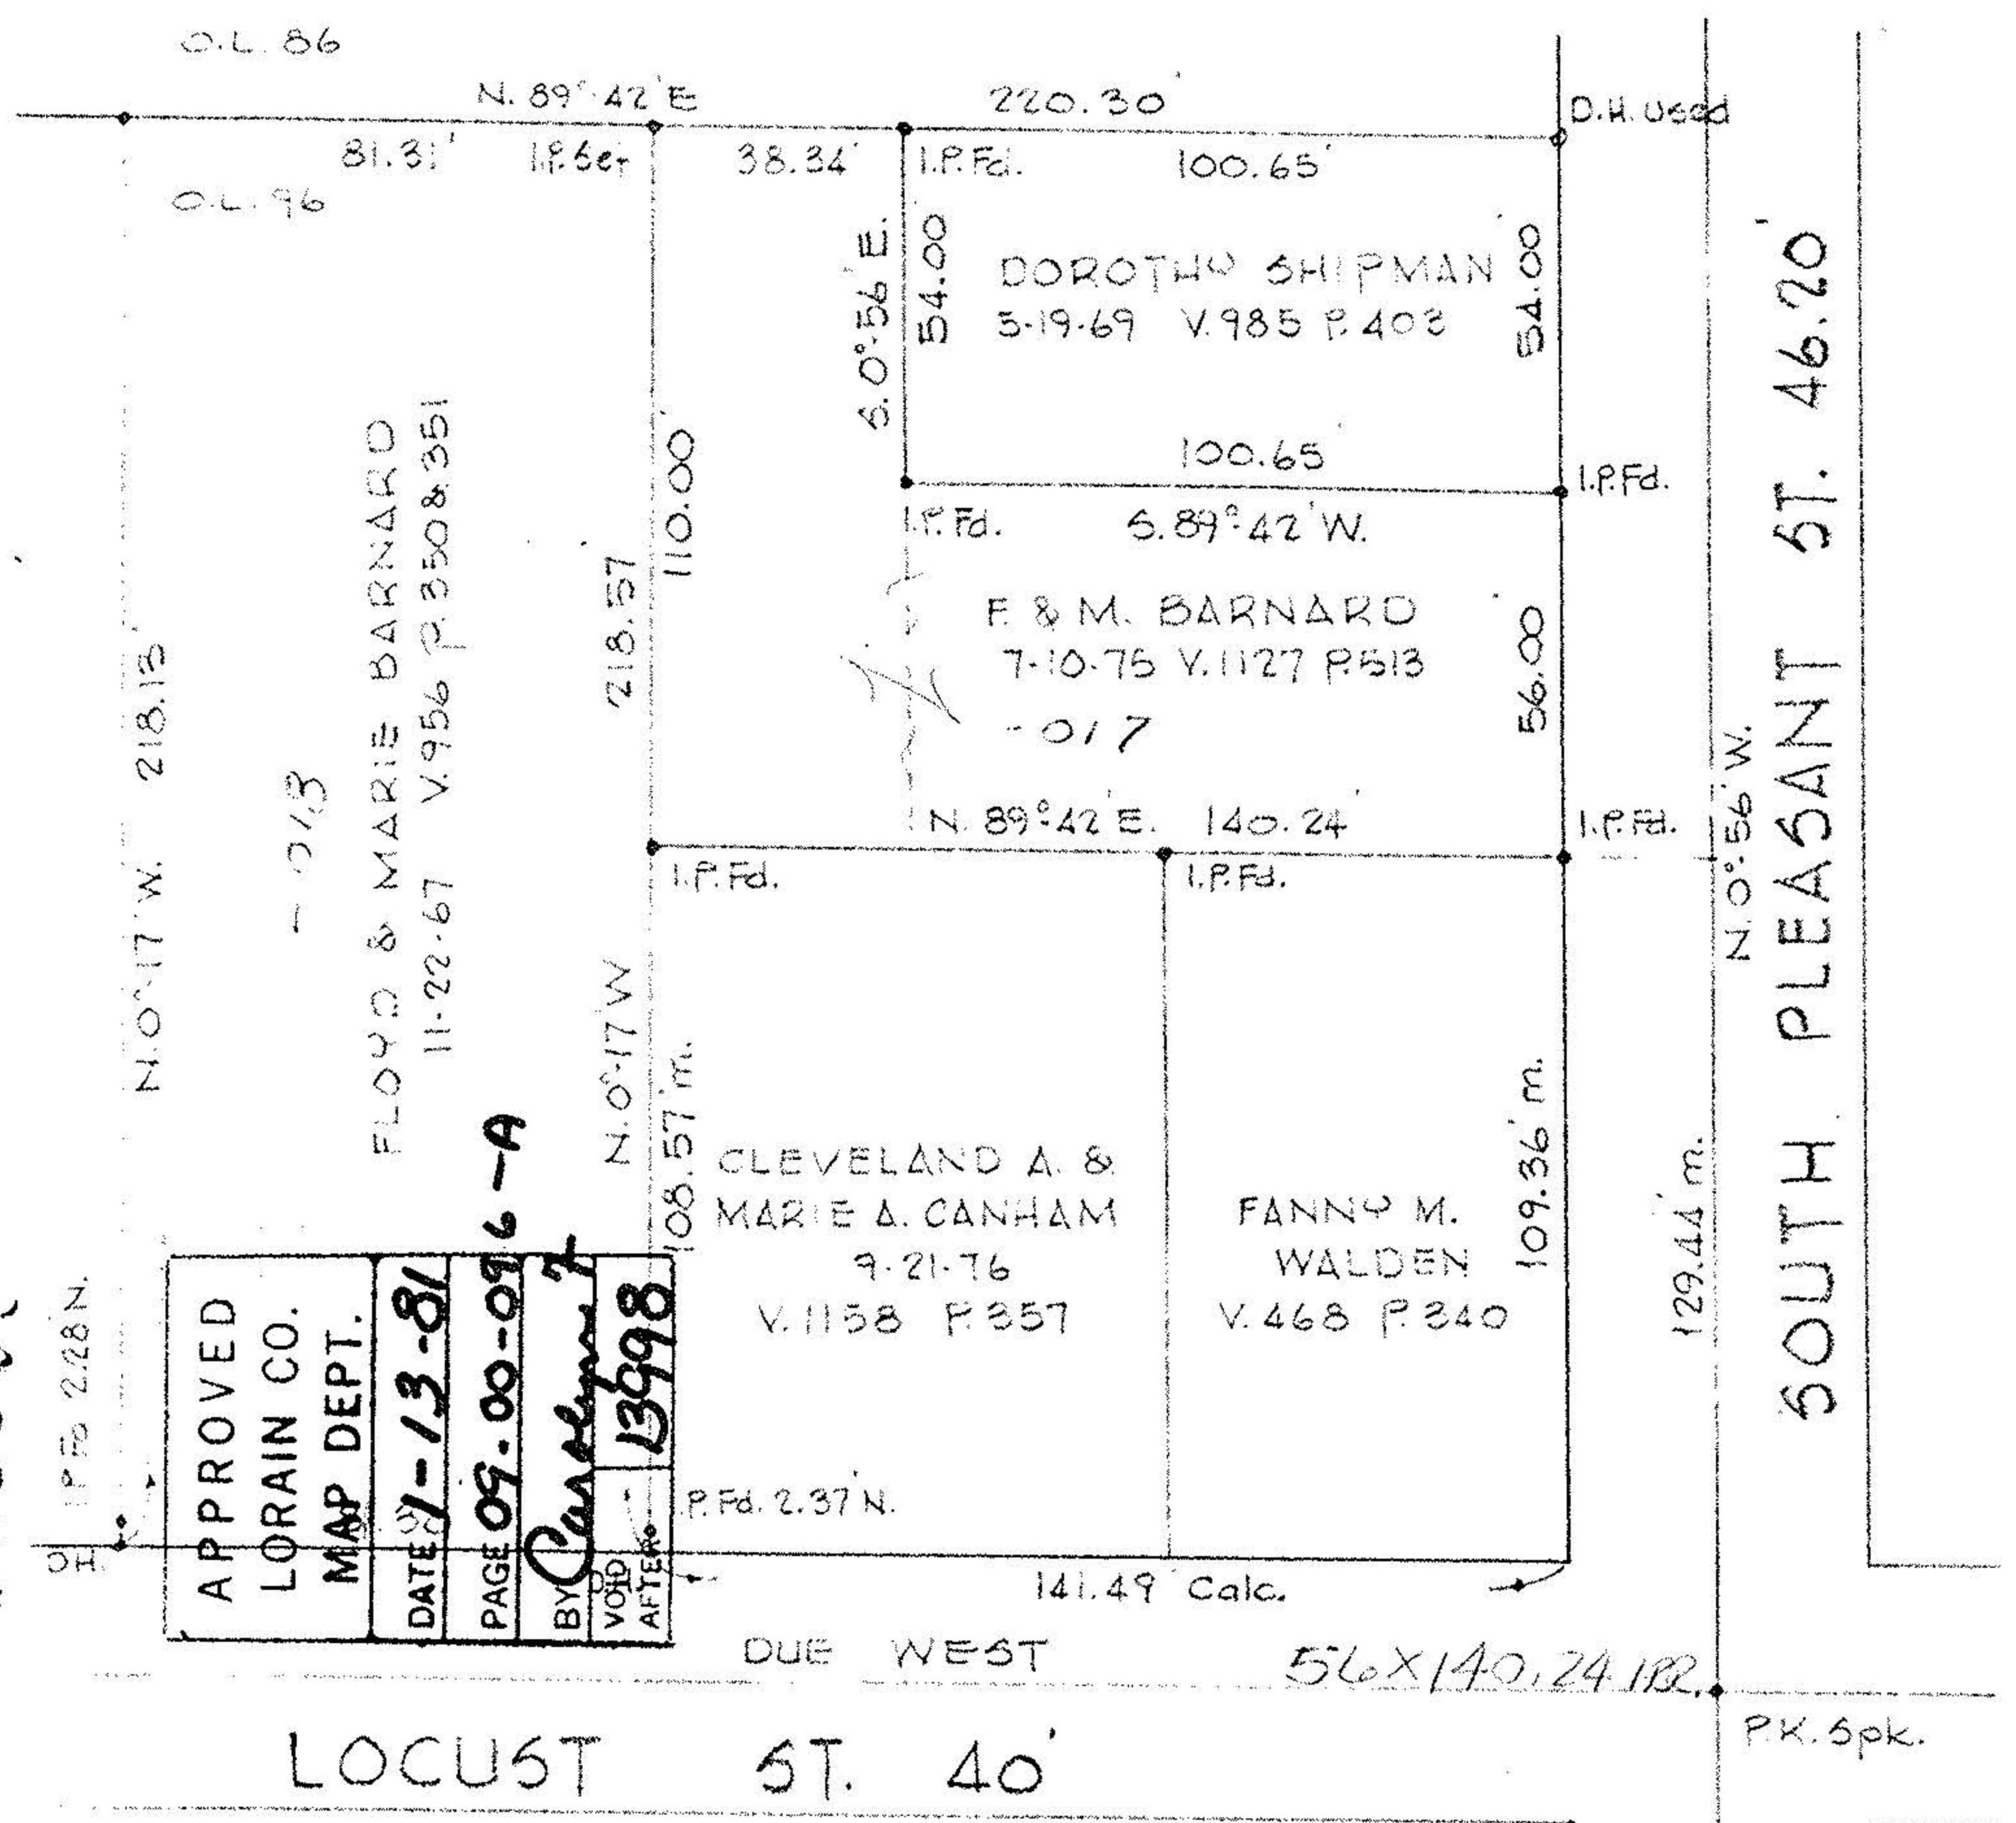 O.L. 86
N. 89° 42' E
220.30'
D.H. Used
81.31'
I.P. Set
38.34'
I.P. Fd.
100.65'
O.L. 96
S. 0°-56' E.
54.00
DOROTHY SHIPMAN
5-19-69 V. 985 P. 403
54.00'
100.65'
I.P. Fd.
I.P. Fd.
S. 89°-42' W.
FLOYD & MARIE BARNARD
11-22-67 V. 956 P. 350 & 351
- 018
N. 0°-17' W. 218.13'
218.57
110.00'
F. & M. BARNARD
7-10-75 V. 1127 P. 513
- 017
56.00'
N. 89°-42' E. 140.24'
I.P. Fd.
I.P. Fd.
I.P. Fd.
N. 0°-56' W.
SOUTH PLEASANT ST. 46.20'
N. 0°-17' W
108.57' m.
CLEVELAND A. &
MARIE A. CANHAM
9-21-76
V. 1158 P. 357
FANNY M.
WALDEN
V. 468 P. 340
109.36' m.
129.44' m.
I.P. Fd 2.28' N.
APPROVED
LORAIN CO.
MAP DEPT.
DATE 1-13-81
PAGE 09-00-096-A
BY Carolynn
VOID
AFTER 13998
I.P. Fd. 2.37' N.
D.H.
141.49' Calc.
DUE WEST
56 X 140.24 IRR.
P.K. Spk.
LOCUST ST. 40'